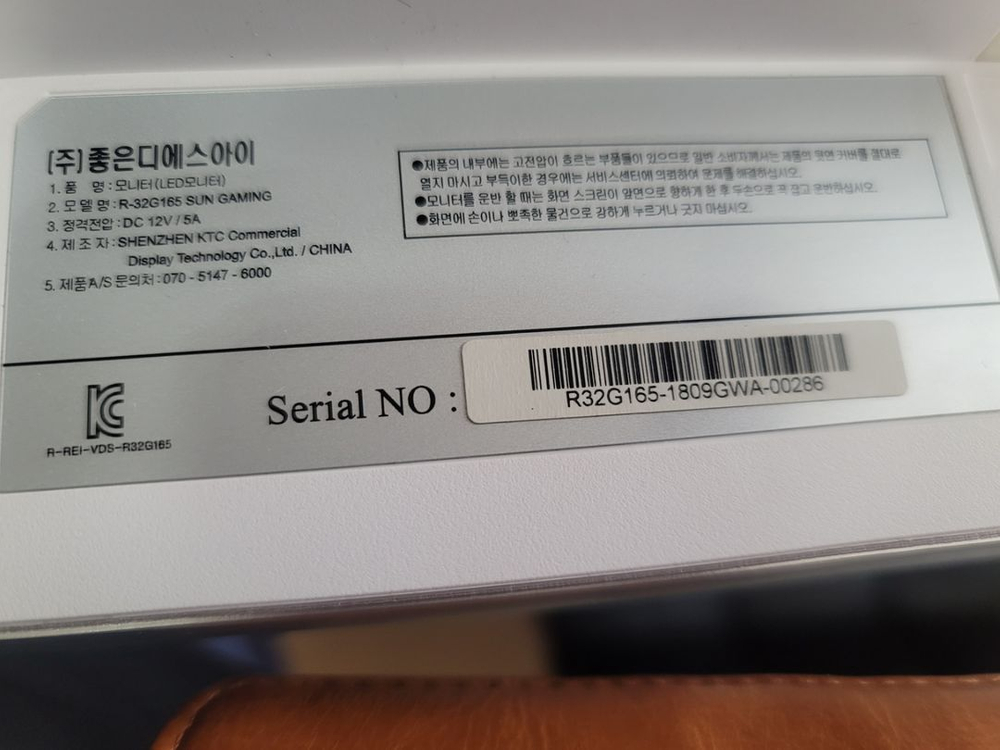 (주)좋은디에스아이
1. 품 명 : 모니터(LED모니터)
2. 모 델 명 : R-32G165 SUN GAMING
3. 정격전압 : DC 12V / 5A
4. 제 조 자 : SHENZHEN KTC Commercial
Display Technology Co.,Ltd. / CHINA
5. 제품A/S 문의처 : 070 - 5147 - 6000
●제품의 내부에는 고전압이 흐르는 부품들이 있으므로 일반 소비자께서는 제품의 뒷면 커버를 절대로
열지 마시고 부득이한 경우에는 서비스센터에 의뢰하여 문제를 해결하십시오.
●모니터를 운반 할 때는 화면 스크린이 앞면으로 향하게 한 후 두손으로 꼭 잡고 운반하십시오.
●화면에 손이나 뾰족한 물건으로 강하게 누르거나 긋지 마십시오.
KC
R-REI-VDS-R32G165
Serial NO :
R32G165-1809GWA-00286